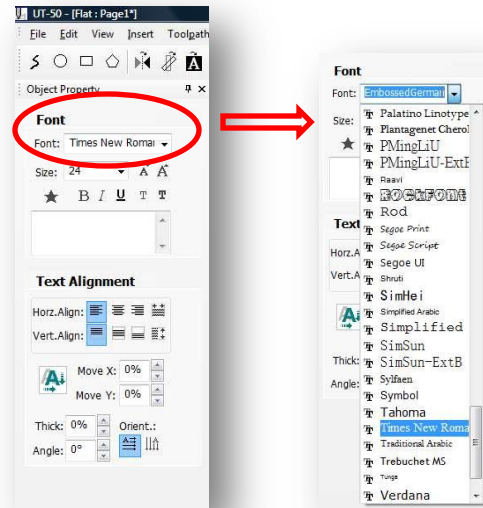 UT-50 - [Flat : Page1*]
File Edit View Insert Toolpath
Object Property
Font
Font: Times New Romai
Size: 24 A A
B I U T T
Text Alignment
Horz.Align:
Vert.Align:
Move X: 0%
Move Y: 0%
Thick: 0% Orient.:
Angle: 0°
Font
Font: EmbossedGerman
Size:
Palatino Linotype
Plantagenet Cherol
PMingLiU
PMingLiU-ExtB
Raavi
ROCKFONT
Rod
Segoe Print
Segoe Script
Segoe UI
Shruti
SimHei
Simplified Arabic
Simplified
SimSun
SimSun-ExtB
Sylfaen
Symbol
Tahoma
Times New Roma
Traditional Arabic
Trebuchet MS
Tunga
Verdana
Text
Horz.A
Vert.A
Thick:
Angle: